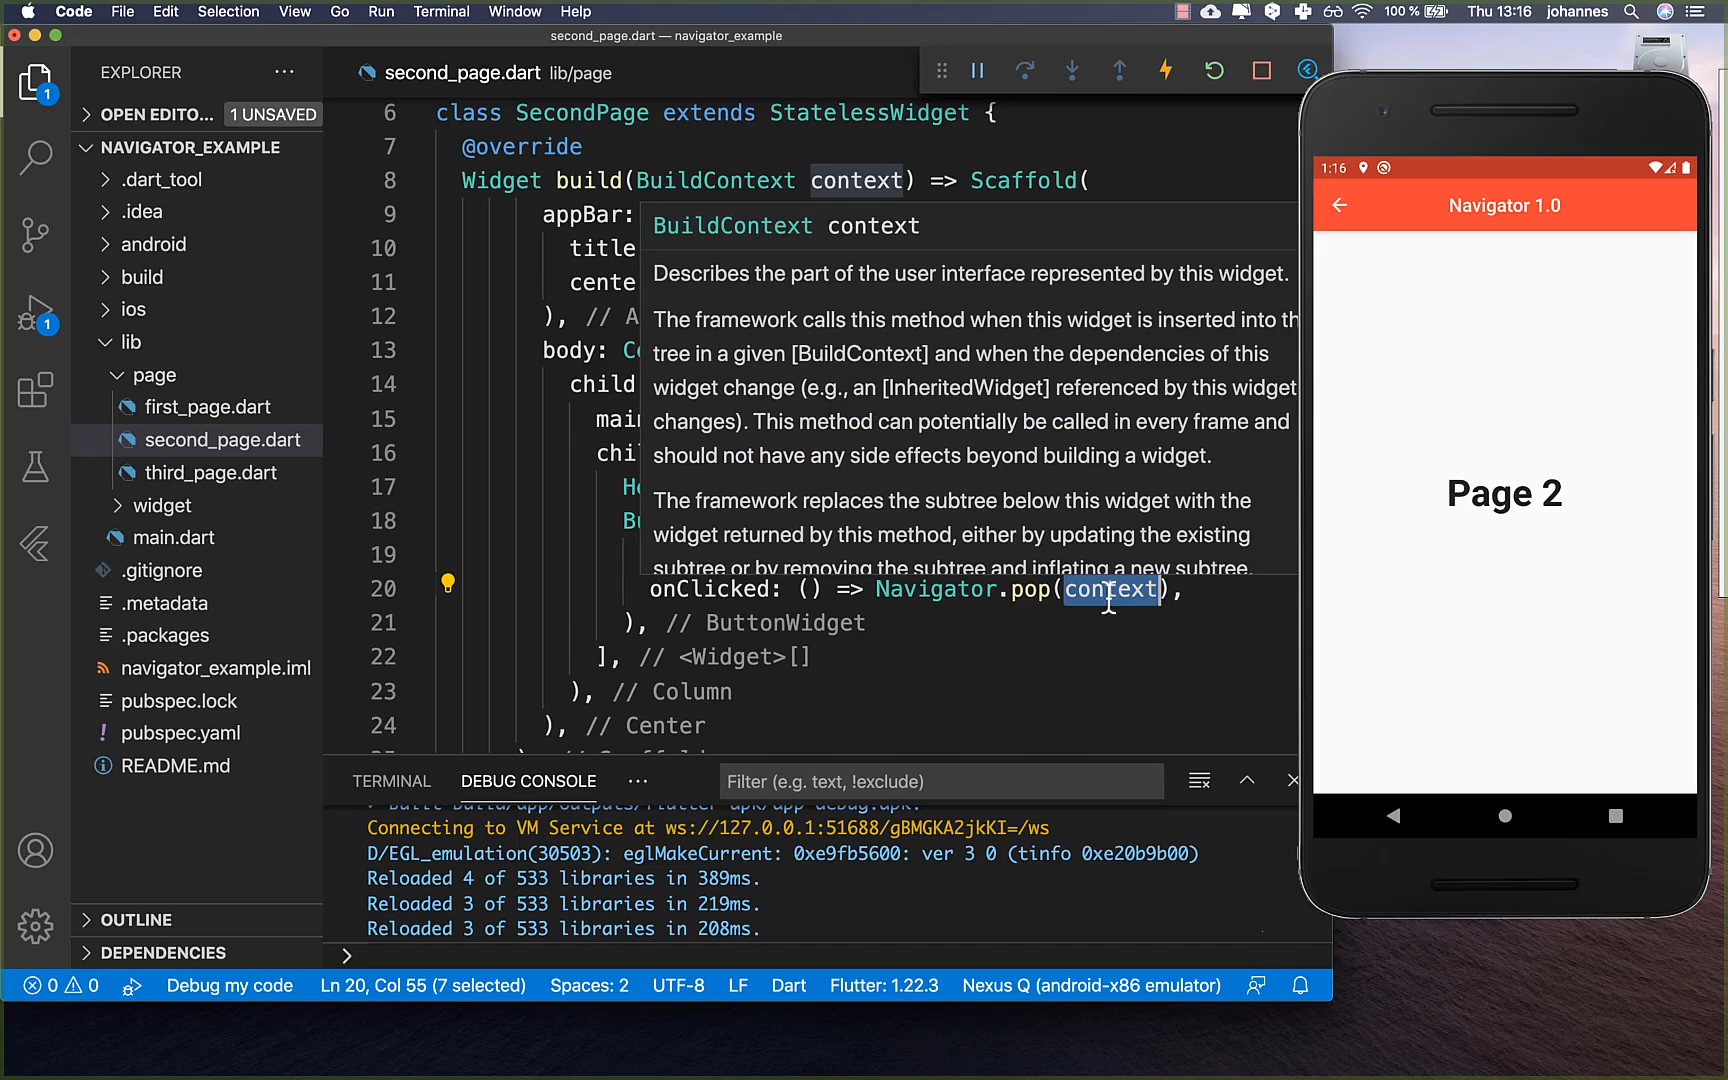 Code File Edit Selection View Go Run Terminal Window Help 100 % Thu 13:16 johannes
second_page.dart — navigator_example
EXPLORER
second_page.dart lib/page
OPEN EDITO... 1 UNSAVED
NAVIGATOR_EXAMPLE
.dart_tool
.idea
android
build
ios
lib
page
first_page.dart
second_page.dart
third_page.dart
widget
main.dart
.gitignore
.metadata
.packages
navigator_example.iml
pubspec.lock
pubspec.yaml
README.md
OUTLINE
DEPENDENCIES
1
1
6 class SecondPage extends StatelessWidget {
7 @override
8 Widget build(BuildContext context) => Scaffold(
9 appBar:
10 title
11 cente
12 ), // A
13 body: C
14 child
15 mai
16 chi
17 He
18 Bu
19
20 onClicked: () => Navigator.pop(context),
21 ), // ButtonWidget
22 ], // <Widget>[]
23 ), // Column
24 ), // Center
BuildContext context
Describes the part of the user interface represented by this widget.
The framework calls this method when this widget is inserted into th
tree in a given [BuildContext] and when the dependencies of this
widget change (e.g., an [InheritedWidget] referenced by this widget
changes). This method can potentially be called in every frame and
should not have any side effects beyond building a widget.
The framework replaces the subtree below this widget with the
widget returned by this method, either by updating the existing
subtree or by removing the subtree and inflating a new subtree,
TERMINAL DEBUG CONSOLE ... Filter (e.g. text, !exclude)
Connecting to VM Service at ws://127.0.0.1:51688/gBMGKA2jkKI=/ws
D/EGL_emulation(30503): eglMakeCurrent: 0xe9fb5600: ver 3 0 (tinfo 0xe20b9b00)
Reloaded 4 of 533 libraries in 389ms.
Reloaded 3 of 533 libraries in 219ms.
Reloaded 3 of 533 libraries in 208ms.
0 0 Debug my code Ln 20, Col 55 (7 selected) Spaces: 2 UTF-8 LF Dart Flutter: 1.22.3 Nexus Q (android-x86 emulator)
1:16
Navigator 1.0
Page 2